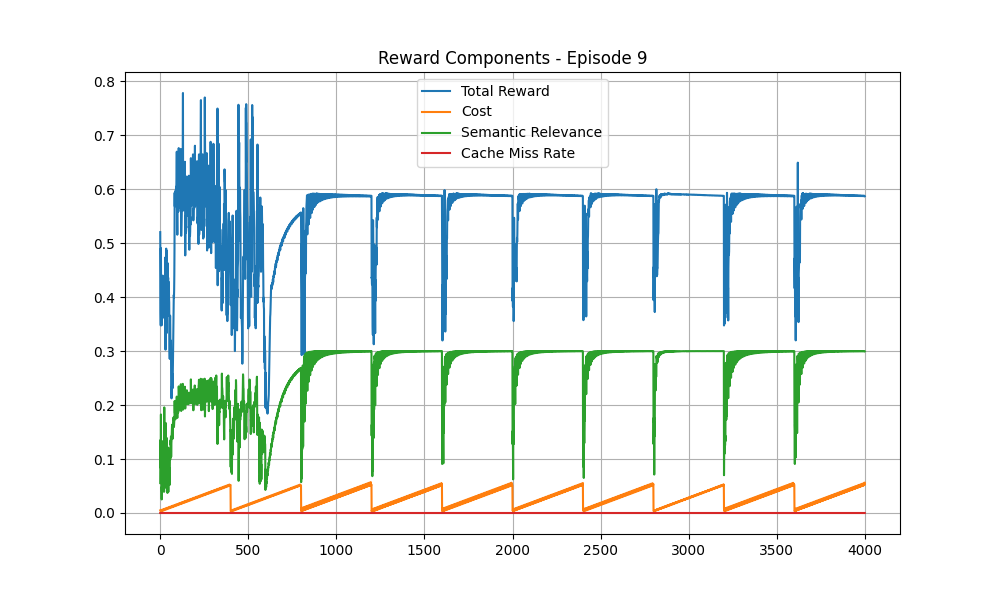 Reward Components - Episode 9
0.8
0.7
0.6
0.5
0.4
0.3
0.2
0.1
0.0
Total Reward
Cost
Semantic Relevance
Cache Miss Rate
0 500 1000 1500 2000 2500 3000 3500 4000